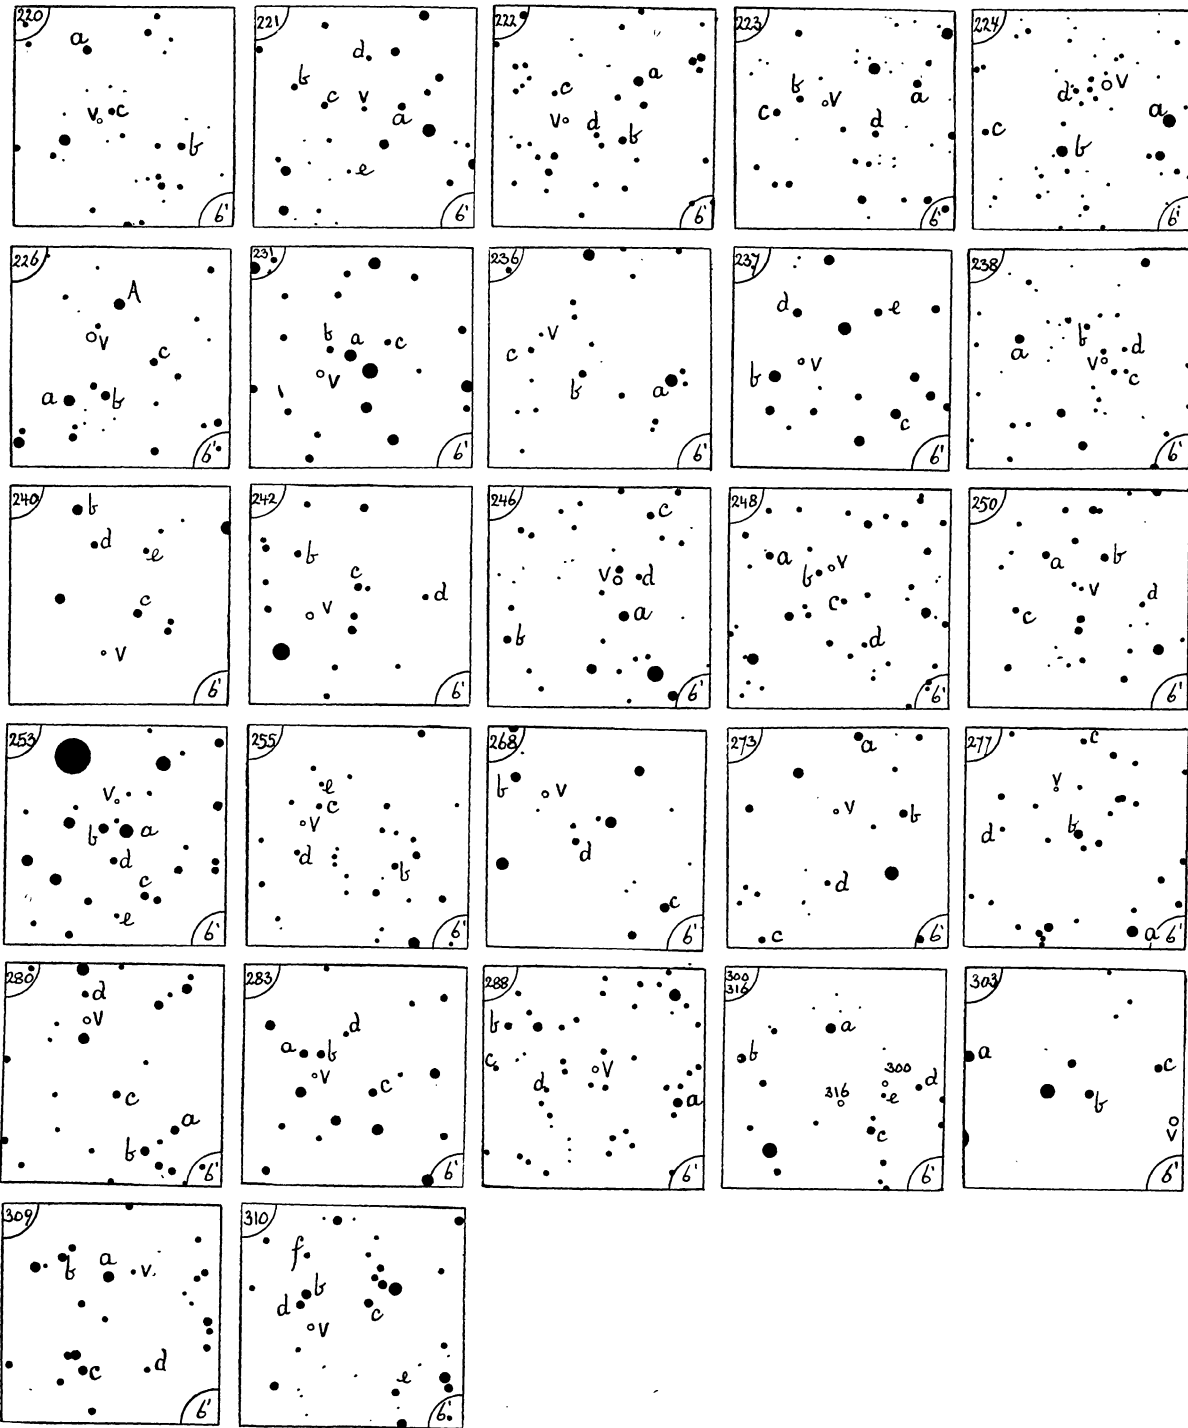 220 a v c b 6'
221 d b c v a e 6'
222 a c v d b 6'
223 b v a c d 6'
224 v d a c b 6'
226 A v c a b 6'
231 b a c v 6'
236 v c b a 6'
237 d e v b c 6'
238 b a d v c 6'
240 b d e c v 6'
242 b c v d 6'
246 c v d a b 6'
248 a v b c d 6'
250 a b v d c 6'
253 v b a d c e 6'
255 e c v d b 6'
268 b v d c 6'
273 a v b d c 6'
277 c v b d a 6'
280 d v c a b 6'
283 d a b v c 6'
288 b c v d a 6'
300 316 a b 300 d 316 e c 6'
303 a c b v 6'
309 b a v c d 6'
310 f b d c v e 6'